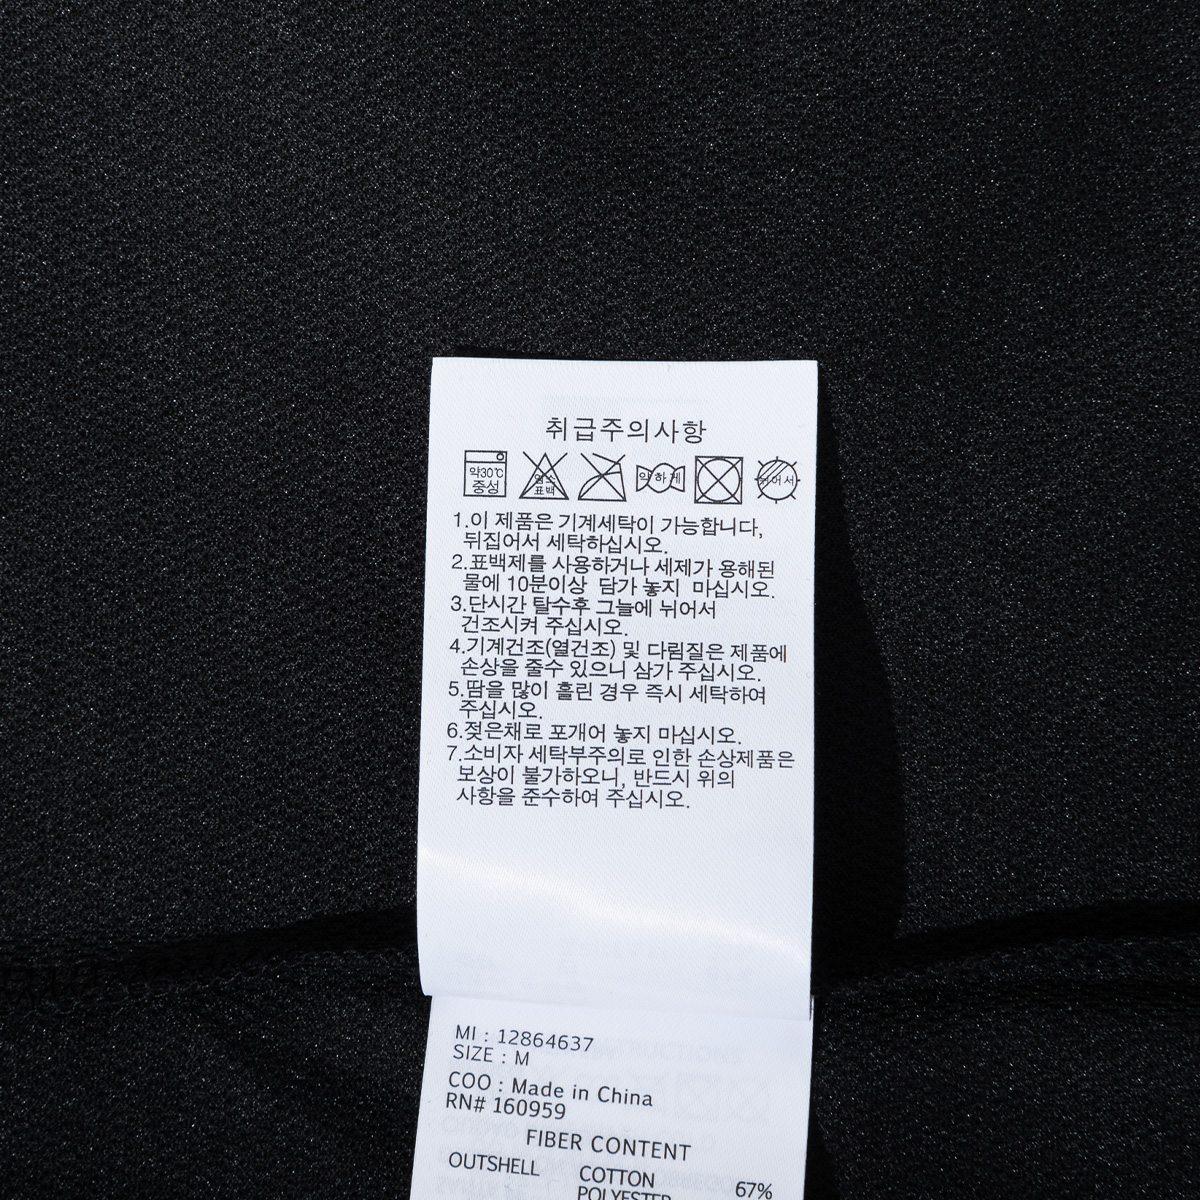 취급주의사항
약30℃ 중성 염소 표백 약하게 뉘어서
1.이 제품은 기계세탁이 가능합니다,
뒤집어서 세탁하십시오.
2.표백제를 사용하거나 세제가 용해된
물에 10분이상 담가 놓지 마십시오.
3.단시간 탈수후 그늘에 뉘어서
건조시켜 주십시오.
4.기계건조(열건조) 및 다림질은 제품에
손상을 줄수 있으니 삼가 주십시오.
5.땀을 많이 흘린 경우 즉시 세탁하여
주십시오.
6.젖은채로 포개어 놓지 마십시오.
7.소비자 세탁부주의로 인한 손상제품은
보상이 불가하오니, 반드시 위의
사항을 준수하여 주십시오.
MI : 12864637
SIZE : M
COO : Made in China
RN# 160959
FIBER CONTENT
OUTSHELL COTTON 67%
POLYESTER